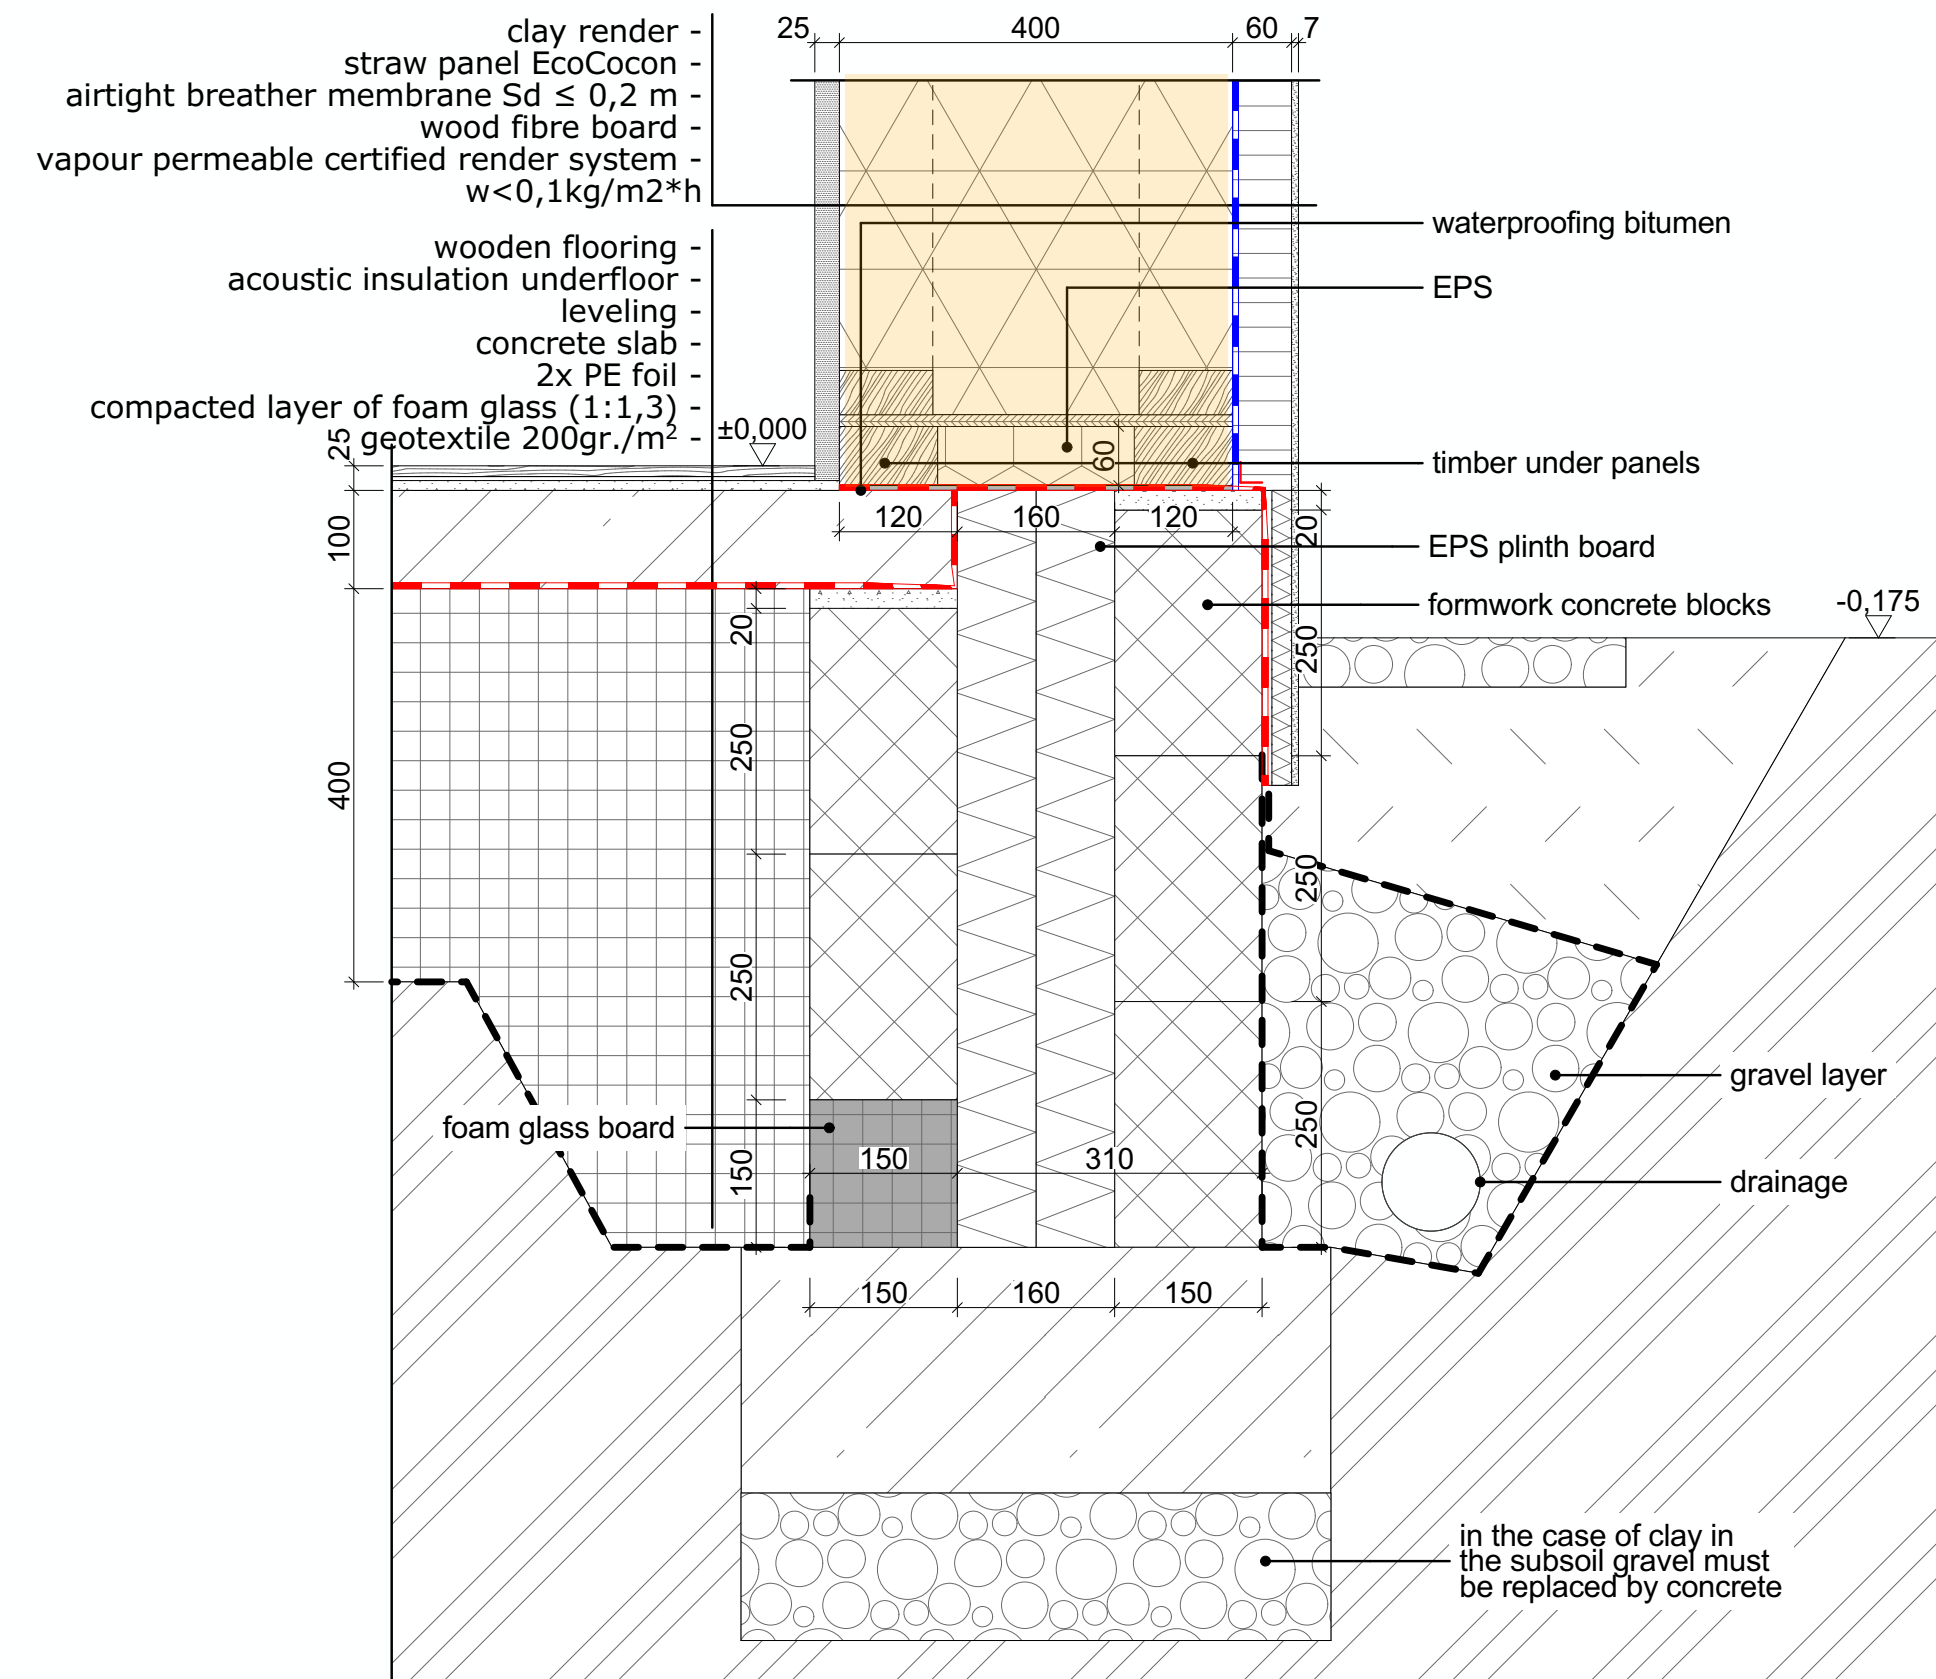 clay render -
straw panel EcoCocon -
airtight breather membrane Sd ≤ 0,2 m -
wood fibre board -
vapour permeable certified render system -
w<0,1kg/m2*h
wooden flooring -
acoustic insulation underfloor -
leveling -
concrete slab -
2x PE foil -
compacted layer of foam glass (1:1,3) -
geotextile 200gr./m² -
25
400
60
7
waterproofing bitumen
EPS
±0,000
25
60
timber under panels
100
120
160
120
20
EPS plinth board
formwork concrete blocks
-0,175
20
250
250
400
250
250
gravel layer
foam glass board
150
150
310
250
drainage
150
160
150
in the case of clay in
the subsoil gravel must
be replaced by concrete